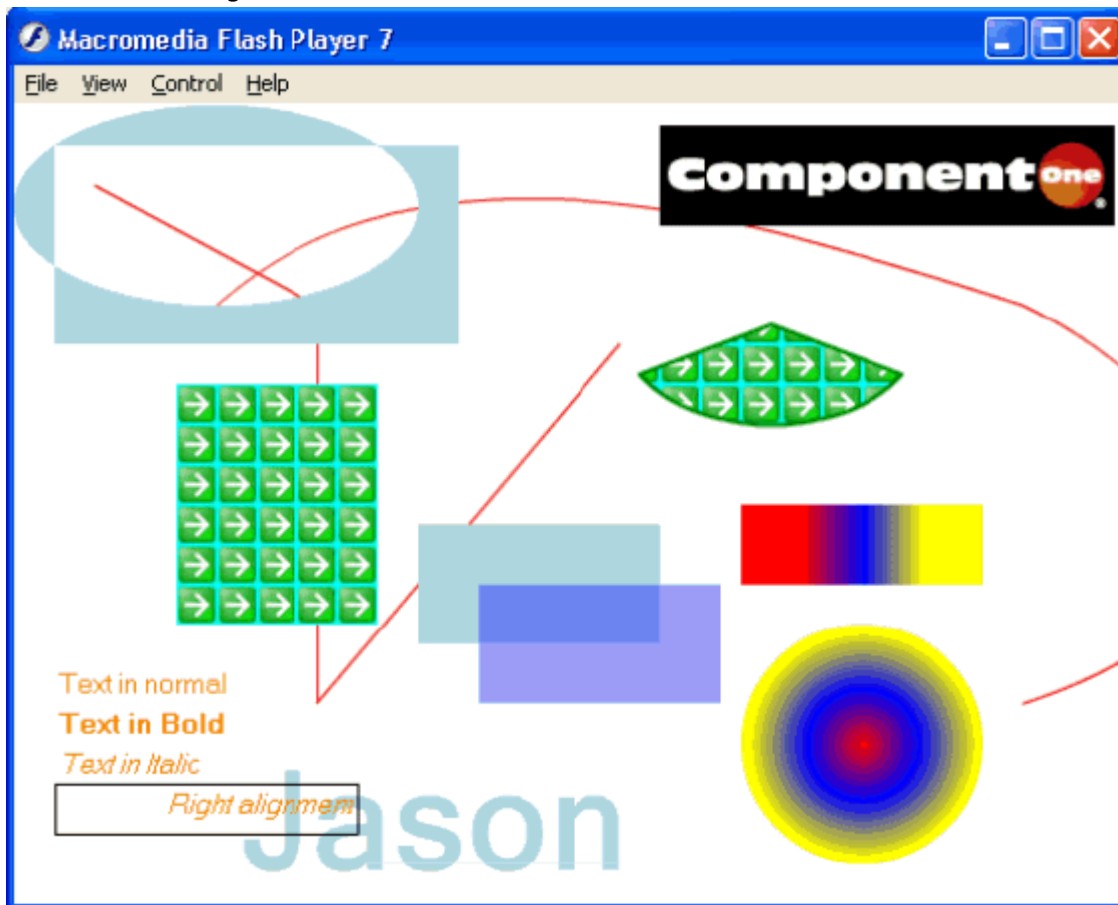 Macromedia Flash Player 7
File View Control Help
Component One ®
Text in normal
Text in Bold
Text in Italic
Right alignment
Jason